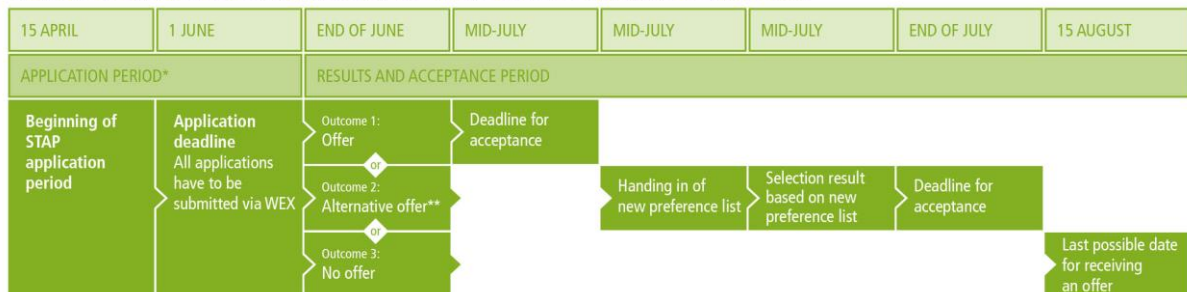 15 APRIL
1 JUNE
END OF JUNE
MID-JULY
MID-JULY
MID-JULY
END OF JULY
15 AUGUST
APPLICATION PERIOD*
RESULTS AND ACCEPTANCE PERIOD
Beginning of
STAP
application
period
Application
deadline
All applications
have to be
submitted via WEX
Outcome 1:
Offer
or
Outcome 2:
Alternative offer**
or
Outcome 3:
No offer
Deadline for
acceptance
Handing in of
new preference list
Selection result
based on new
preference list
Deadline for
acceptance
Last possible date
for receiving
an offer